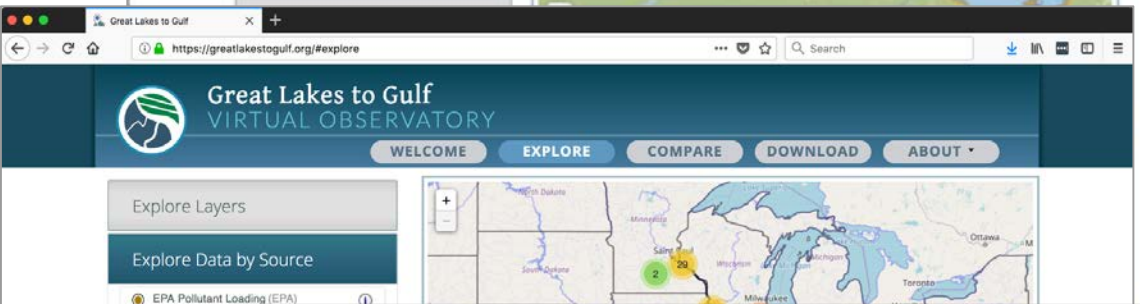 Great Lakes to Gulf
https://greatlakestogulf.org/#explore
Search
Great Lakes to Gulf
VIRTUAL OBSERVATORY
WELCOME EXPLORE COMPARE DOWNLOAD ABOUT
Explore Layers
Explore Data by Source
EPA Pollutant Loading (EPA)
+
−
North Dakota
Minnesota
Saint Paul
Ottawa
2
29
South Dakota
Wisconsin
Michigan
Toronto
Milwaukee